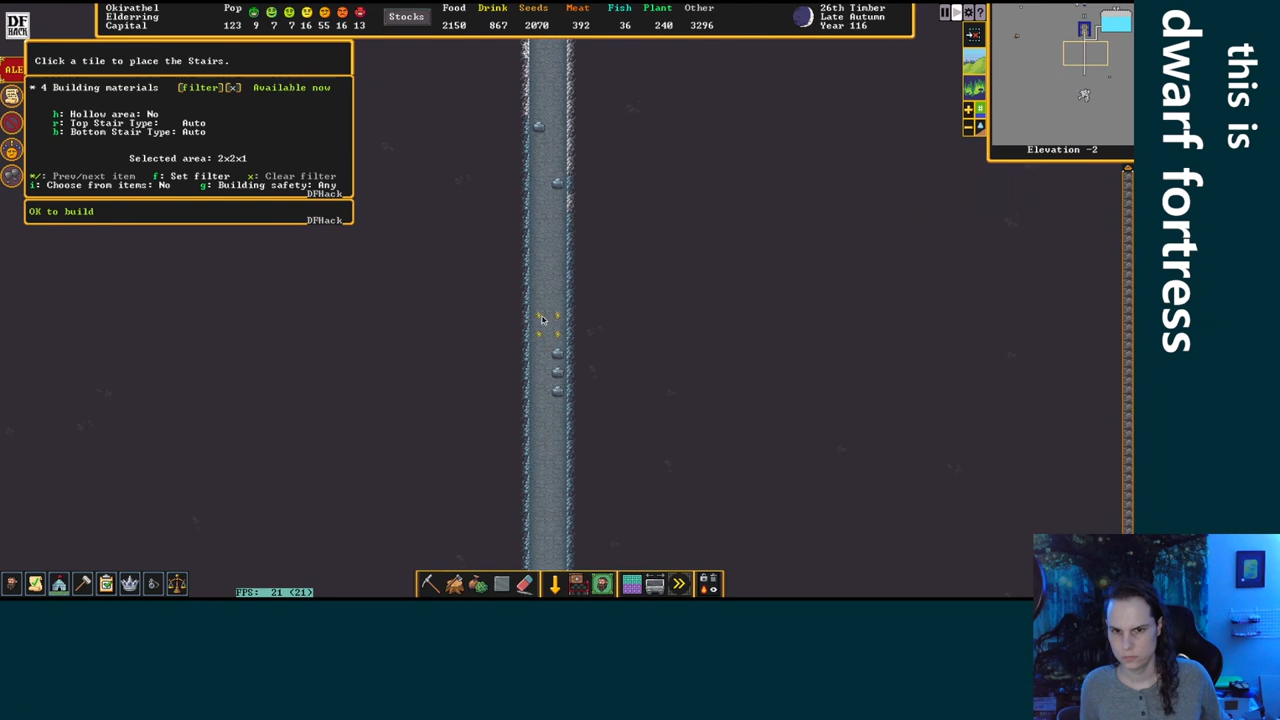 DF
HACK
Okirathel
Elderring
Capital
Pop
123 9 7 7 16 55 16 13
Stocks
Food Drink Seeds Meat Fish Plant Other
2150 867 2070 392 36 240 3296
26th Timber
Late Autumn
Year 116
ALE
Click a tile to place the Stairs.
* 4 Building materials [filter][x] Available now
h: Hollow area: No
r: Top Stair Type: Auto
b: Bottom Stair Type: Auto
Selected area: 2x2x1
*/: Prev/next item f: Set filter x: Clear filter
i: Choose from items: No g: Building safety: Any
DFHack
OK to build
DFHack
Elevation -2
FPS: 21 (21)
this is
dwarf fortress